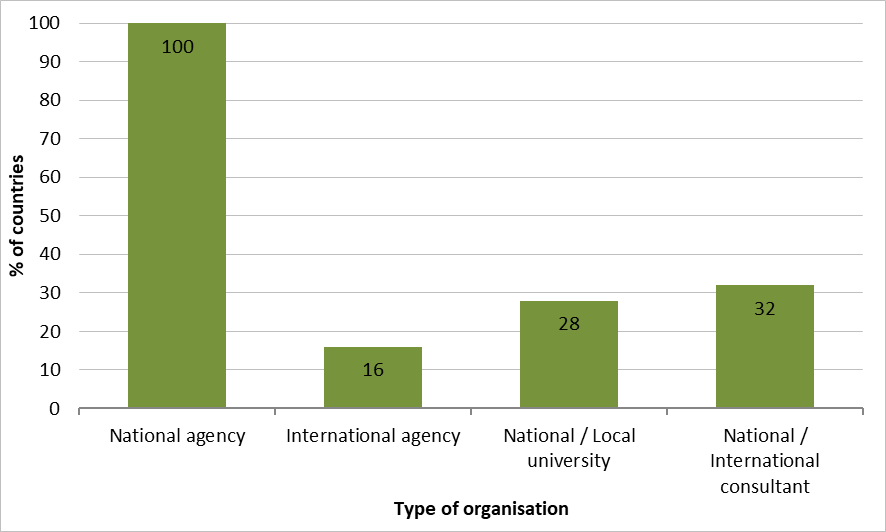 100
90
80
70
60
50
40
30
20
10
0
% of countries
100
16
28
32
National agency
International agency
National / Local
university
National /
International
consultant
Type of organisation